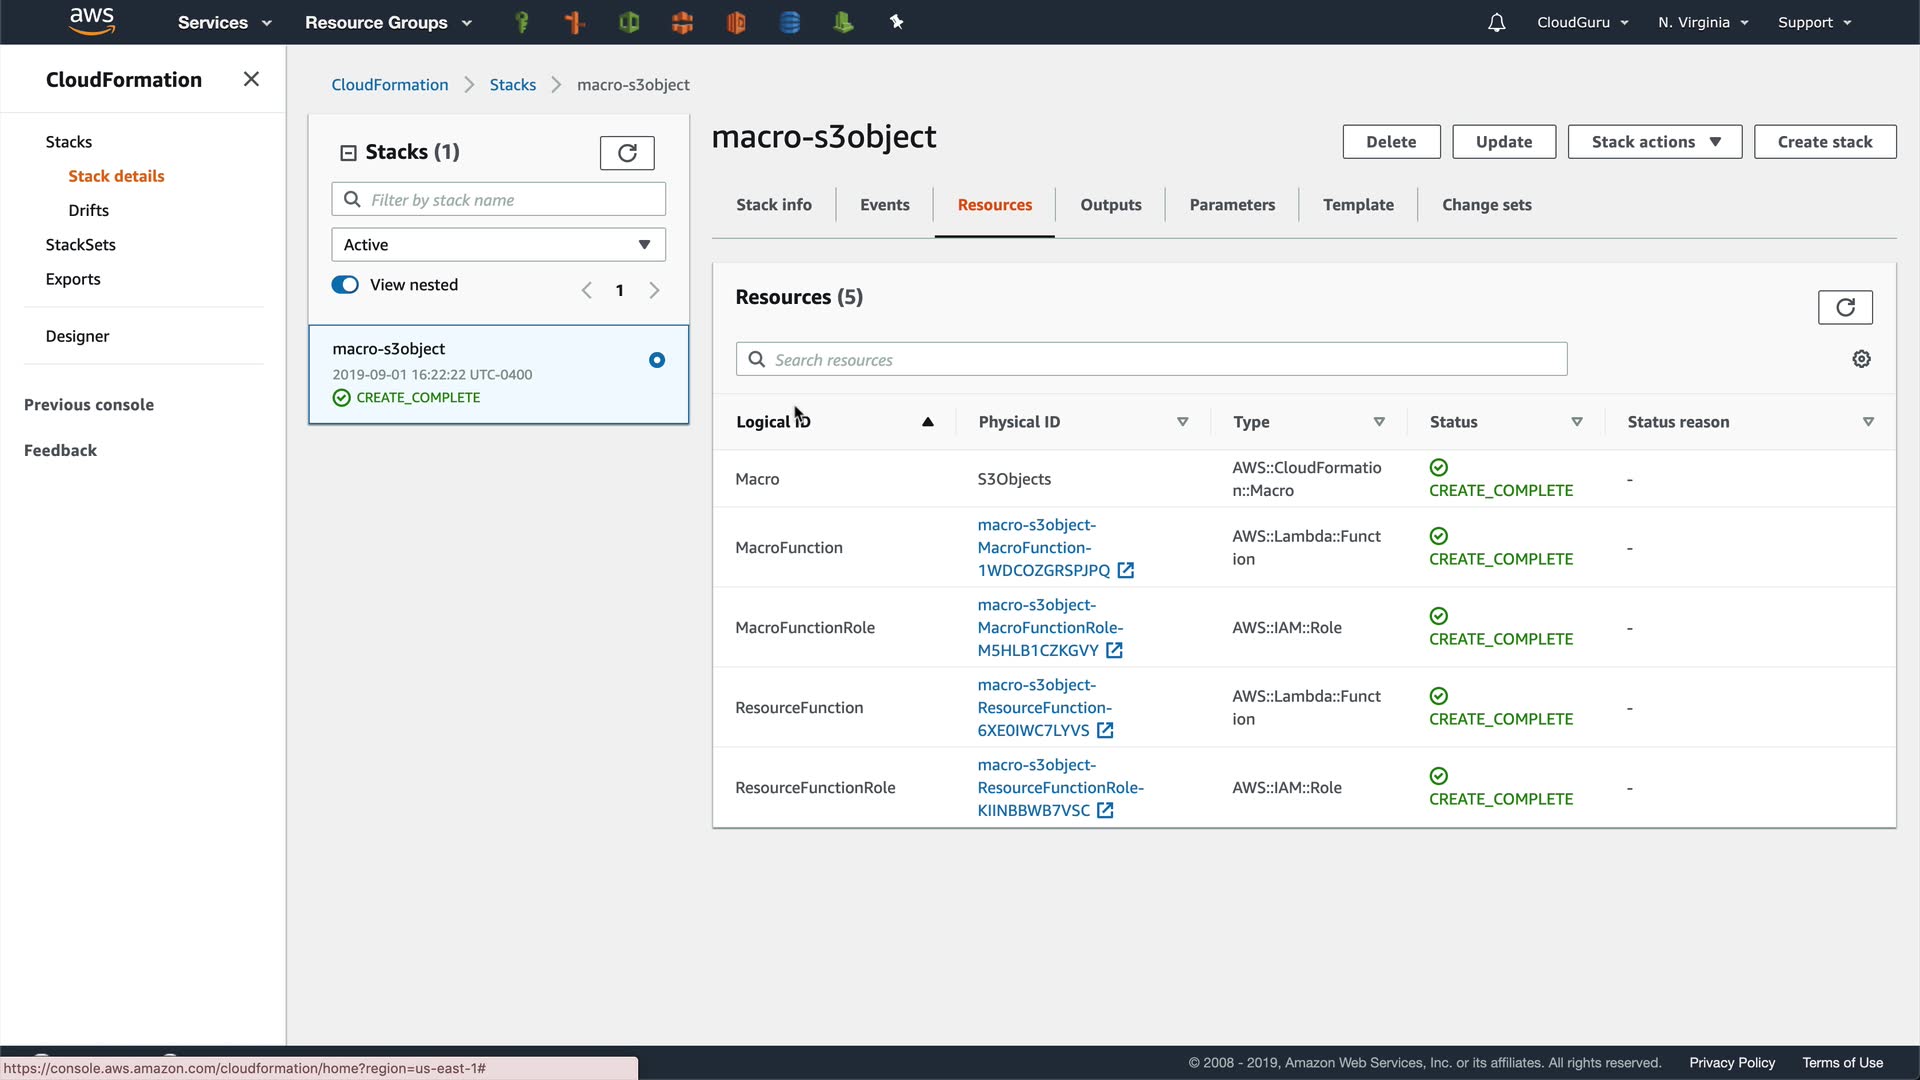 aws
Services
Resource Groups
CloudGuru
N. Virginia
Support
CloudFormation
Stacks
Stack details
Drifts
StackSets
Exports
Designer
Previous console
Feedback
CloudFormation
Stacks
macro-s3object
Stacks (1)
Filter by stack name
Active
View nested
1
macro-s3object
2019-09-01 16:22:22 UTC-0400
CREATE_COMPLETE
macro-s3object
Delete
Update
Stack actions
Create stack
Stack info
Events
Resources
Outputs
Parameters
Template
Change sets
Resources (5)
Search resources
Logical ID
Physical ID
Type
Status
Status reason
Macro
S3Objects
AWS::CloudFormatio
n::Macro
CREATE_COMPLETE
-
MacroFunction
macro-s3object-
MacroFunction-
1WDCOZGRSPJPQ
AWS::Lambda::Funct
ion
CREATE_COMPLETE
-
MacroFunctionRole
macro-s3object-
MacroFunctionRole-
M5HLB1CZKGVY
AWS::IAM::Role
CREATE_COMPLETE
-
ResourceFunction
macro-s3object-
ResourceFunction-
6XE0IWC7LYVS
AWS::Lambda::Funct
ion
CREATE_COMPLETE
-
ResourceFunctionRole
macro-s3object-
ResourceFunctionRole-
KIINBBWB7VSC
AWS::IAM::Role
CREATE_COMPLETE
-
https://console.aws.amazon.com/cloudformation/home?region=us-east-1#
© 2008 - 2019, Amazon Web Services, Inc. or its affiliates. All rights reserved.
Privacy Policy
Terms of Use